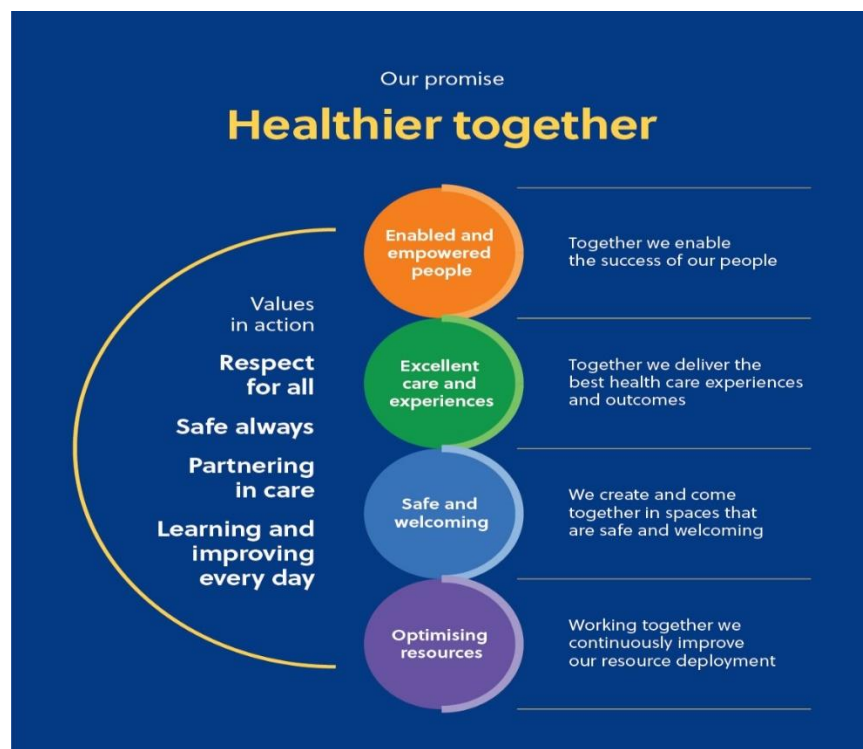 Our promise
Healthier together
Values
in action
Respect
for all
Safe always
Partnering
in care
Learning and
improving
every day
Enabled and
empowered
people
Together we enable
the success of our people
Excellent
care and
experiences
Together we deliver the
best health care experiences
and outcomes
Safe and
welcoming
We create and come
together in spaces that
are safe and welcoming
Optimising
resources
Working together we
continuously improve
our resource deployment